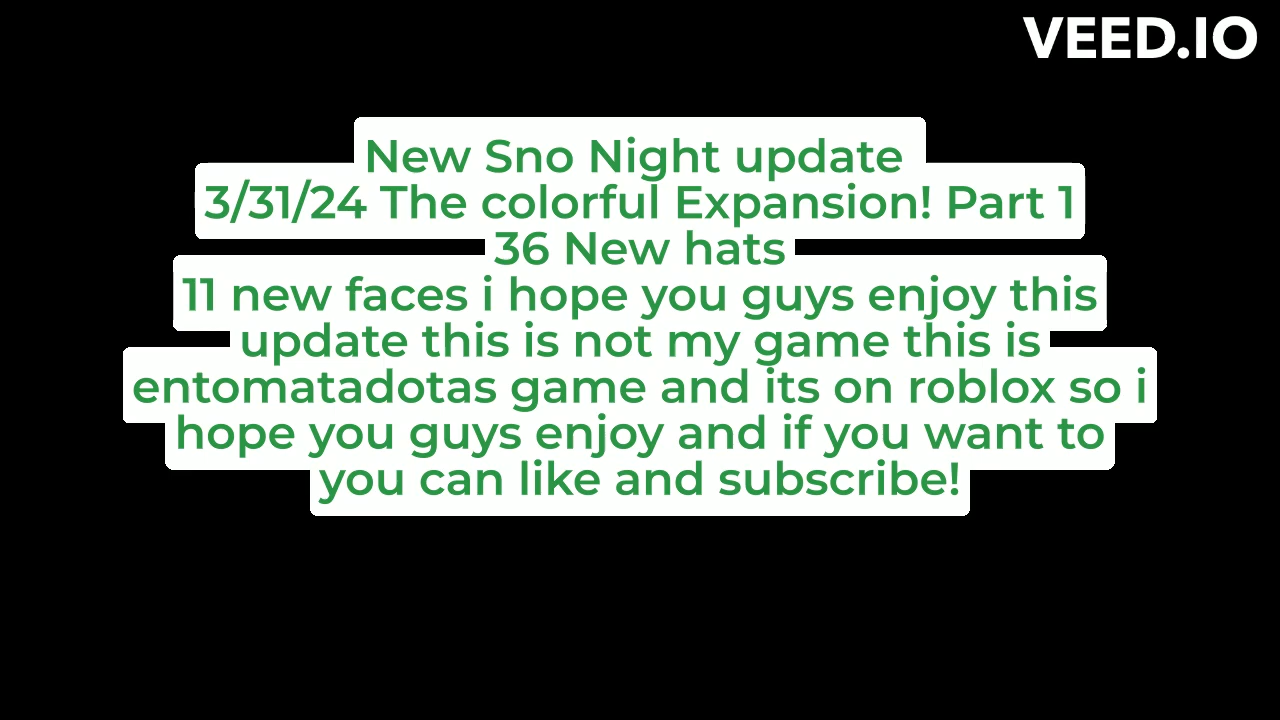 VEED.IO
New Sno Night update
3/31/24 The colorful Expansion! Part 1
36 New hats
11 new faces i hope you guys enjoy this
update this is not my game this is
entomatadotas game and its on roblox so i
hope you guys enjoy and if you want to
you can like and subscribe!